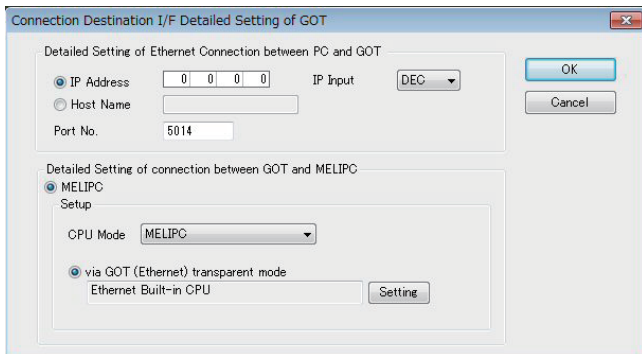 Connection Destination I/F Detailed Setting of GOT
Detailed Setting of Ethernet Connection between PC and GOT
IP Address 0 0 0 0 IP Input DEC
Host Name
Port No. 5014
OK
Cancel
Detailed Setting of connection between GOT and MELIPC
MELIPC
Setup
CPU Mode MELIPC
via GOT (Ethernet) transparent mode
Ethernet Built-in CPU Setting